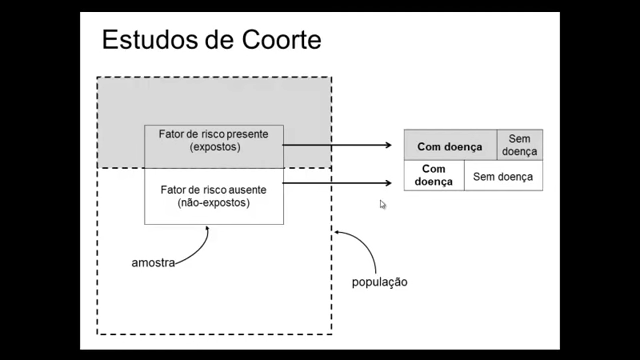 Estudos de Coorte
Fator de risco presente
(expostos)
Com doença
Sem
doença
Fator de risco ausente
(não-expostos)
Com
doença
Sem doença
amostra
população